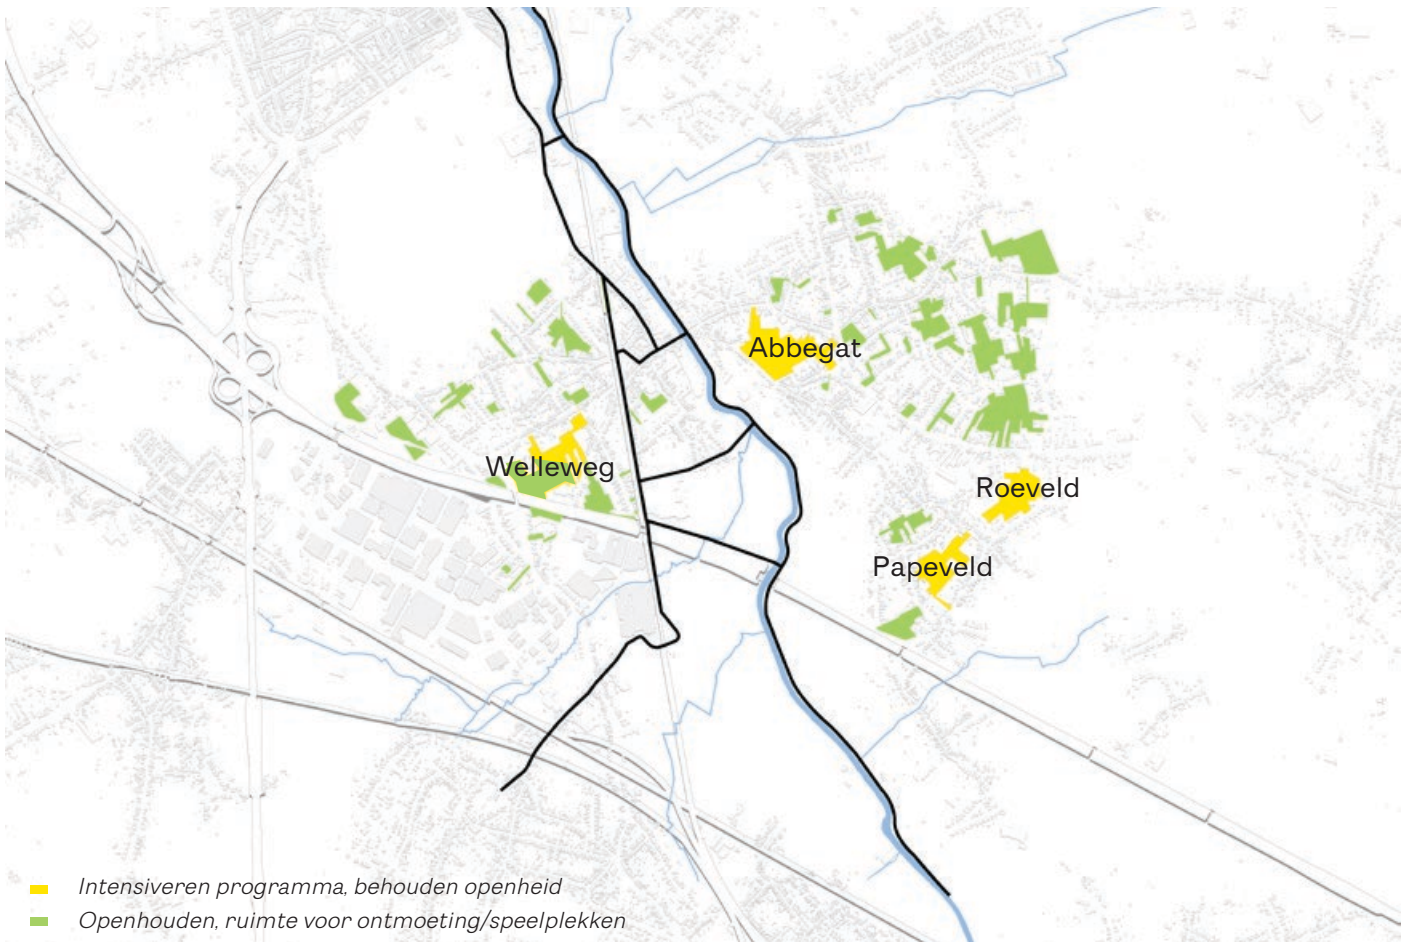 Abbegat
Welleweg
Roeveld
Papeveld
Intensiveren programma, behouden openheid
Openhouden, ruimte voor ontmoeting/speelplekken